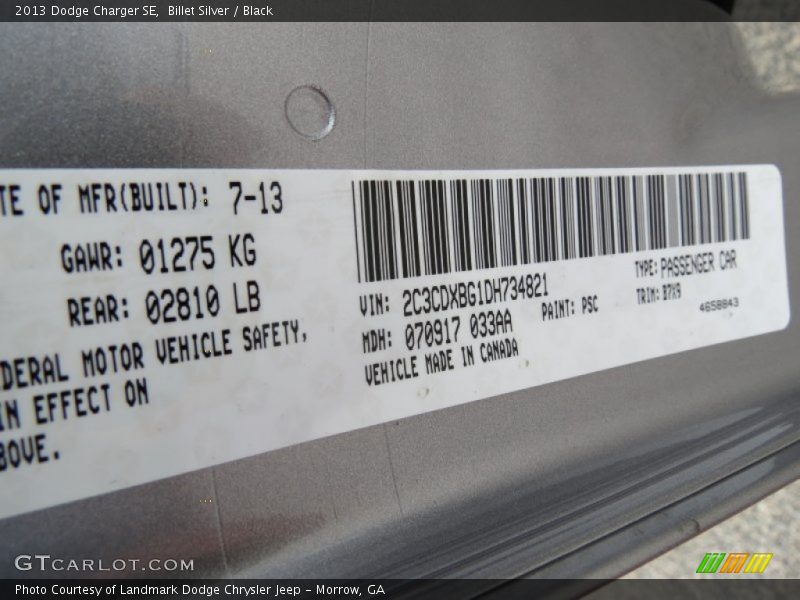 2013 Dodge Charger SE, Billet Silver / Black
TE OF MFR(BUILT): 7-13
GAWR: 01275 KG
REAR: 02810 LB
DERAL MOTOR VEHICLE SAFETY,
IN EFFECT ON
BOVE.
VIN: 2C3CDXBG1DH734821
MDH: 070917 033AA
PAINT: PSC
VEHICLE MADE IN CANADA
TYPE: PASSENGER CAR
TRIM: B7X9
4658843
GTCARLOT.COM
Photo Courtesy of Landmark Dodge Chrysler Jeep - Morrow, GA